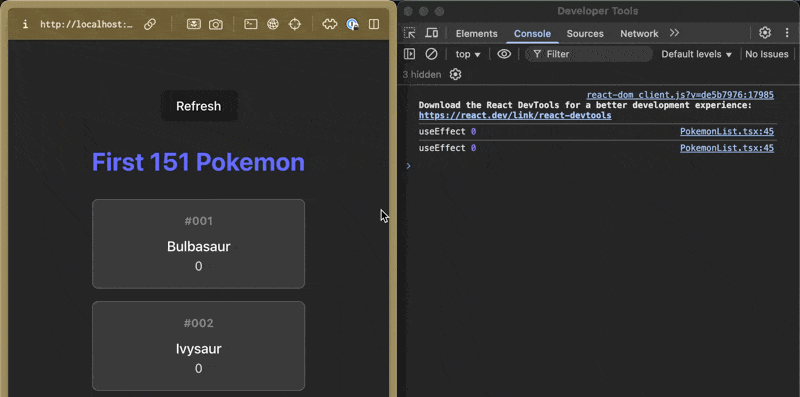 i http://localhost:...
Refresh
First 151 Pokemon
#001
Bulbasaur
0
#002
Ivysaur
0
Developer Tools
Elements Console Sources Network
top Filter Default levels No Issues
3 hidden
react-dom_client.js?v=de5b7976:17985
Download the React DevTools for a better development experience:
https://react.dev/link/react-devtools
useEffect 0 PokemonList.tsx:45
useEffect 0 PokemonList.tsx:45